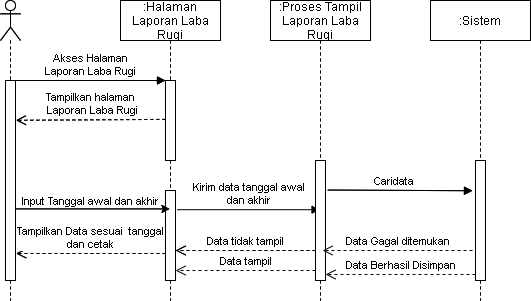 :Halaman
Laporan Laba
Rugi
:Proses Tampil
Laporan Laba
Rugi
:Sistem
Akses Halaman
Laporan Laba Rugi
Tampilkan halaman
Laporan Laba Rugi
Input Tanggal awal dan akhir
Kirim data tanggal awal
dan akhir
Caridata
Tampilkan Data sesuai tanggal
dan cetak
Data tidak tampil
Data Gagal ditemukan
Data tampil
Data Berhasil Disimpan